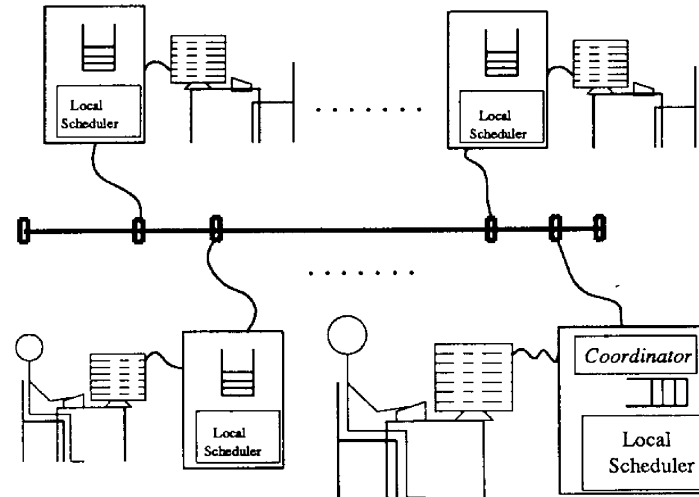 Local
Scheduler
Local
Scheduler
Local
Scheduler
Coordinator
Local
Scheduler